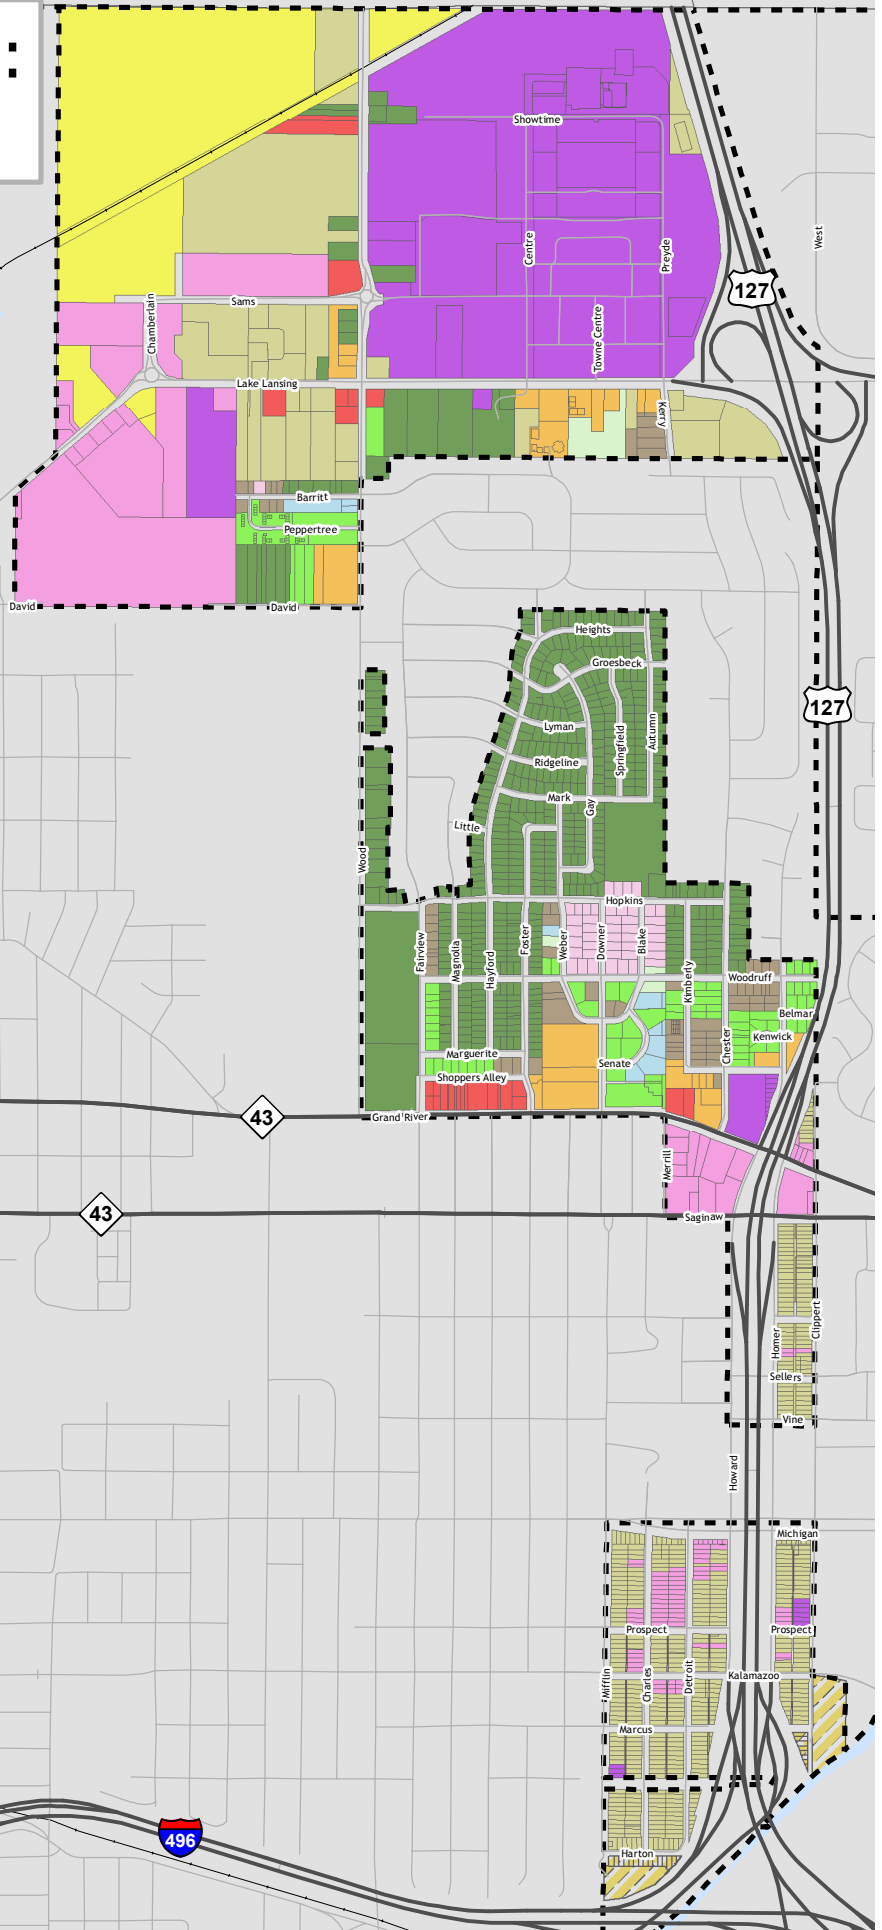 Showtime
Centre
Preyde
West
127
Chamberlain
Sams
Towne Centre
Lake Lansing
Kerry
Barritt
Peppertree
David
David
Heights
Groesbeck
Lyman
Springfield
Autumn
127
Ridgeline
Mark
Gay
Little
Wood
Hopkins
Fairview
Magnolia
Hayford
Foster
Weber
Downer
Blake
Kimberly
Woodruff
Belmar
Chester
Kenwick
Marguerite
Senate
Shoppers Alley
43
Grand River
Merrill
43
Saginaw
Clippert
Homer
Sellers
Vine
Howard
Michigan
Prospect
Prospect
Mifflin
Charles
Detroit
Kalamazoo
Marcus
496
Harton